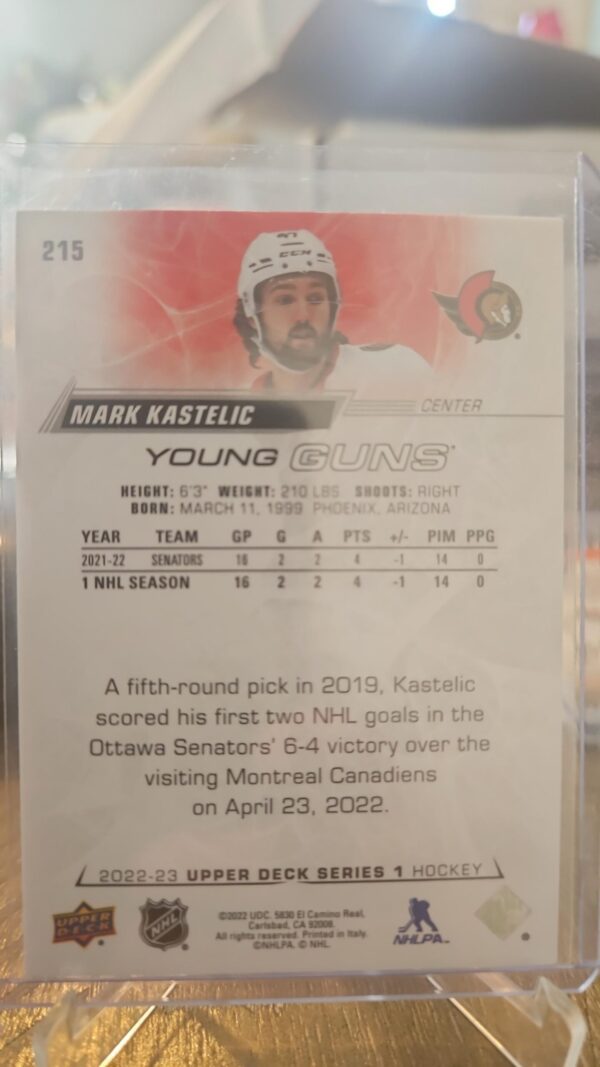 215
47
CCM
MARK KASTELIC
CENTER
YOUNG GUNS
HEIGHT: 6'3" WEIGHT: 210 LBS SHOOTS: RIGHT
BORN: MARCH 11, 1999 PHOENIX, ARIZONA
YEAR TEAM GP G A PTS +/- PIM PPG
2021-22 SENATORS 16 2 2 4 -1 14 0
1 NHL SEASON 16 2 2 4 -1 14 0
A fifth-round pick in 2019, Kastelic
scored his first two NHL goals in the
Ottawa Senators' 6-4 victory over the
visiting Montreal Canadiens
on April 23, 2022.
2022-23 UPPER DECK SERIES 1 HOCKEY
UPPER
DECK
NHL
©2022 UDC. 5830 El Camino Real,
Carlsbad, CA 92008.
All rights reserved. Printed in Italy.
©NHLPA. © NHL.
NHLPA